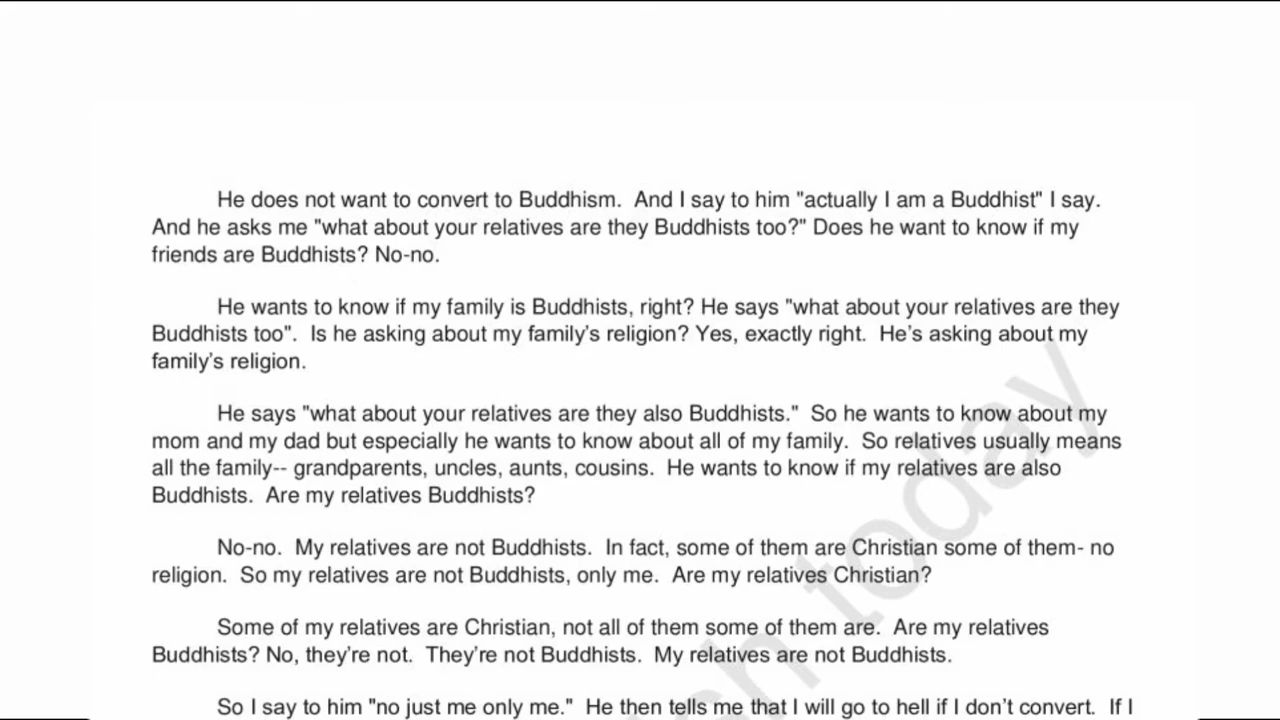 He does not want to convert to Buddhism.  And I say to him "actually I am a Buddhist" I say.
And he asks me "what about your relatives are they Buddhists too?" Does he want to know if my
friends are Buddhists? No-no.
He wants to know if my family is Buddhists, right? He says "what about your relatives are they
Buddhists too".  Is he asking about my family's religion? Yes, exactly right.  He's asking about my
family's religion.
He says "what about your relatives are they also Buddhists."  So he wants to know about my
mom and my dad but especially he wants to know about all of my family.  So relatives usually means
all the family-- grandparents, uncles, aunts, cousins.  He wants to know if my relatives are also
Buddhists.  Are my relatives Buddhists?
No-no.  My relatives are not Buddhists.  In fact, some of them are Christian some of them- no
religion.  So my relatives are not Buddhists, only me.  Are my relatives Christian?
Some of my relatives are Christian, not all of them some of them are.  Are my relatives
Buddhists? No, they're not.  They're not Buddhists.  My relatives are not Buddhists.
So I say to him "no just me only me."  He then tells me that I will go to hell if I don't convert.  If I
today